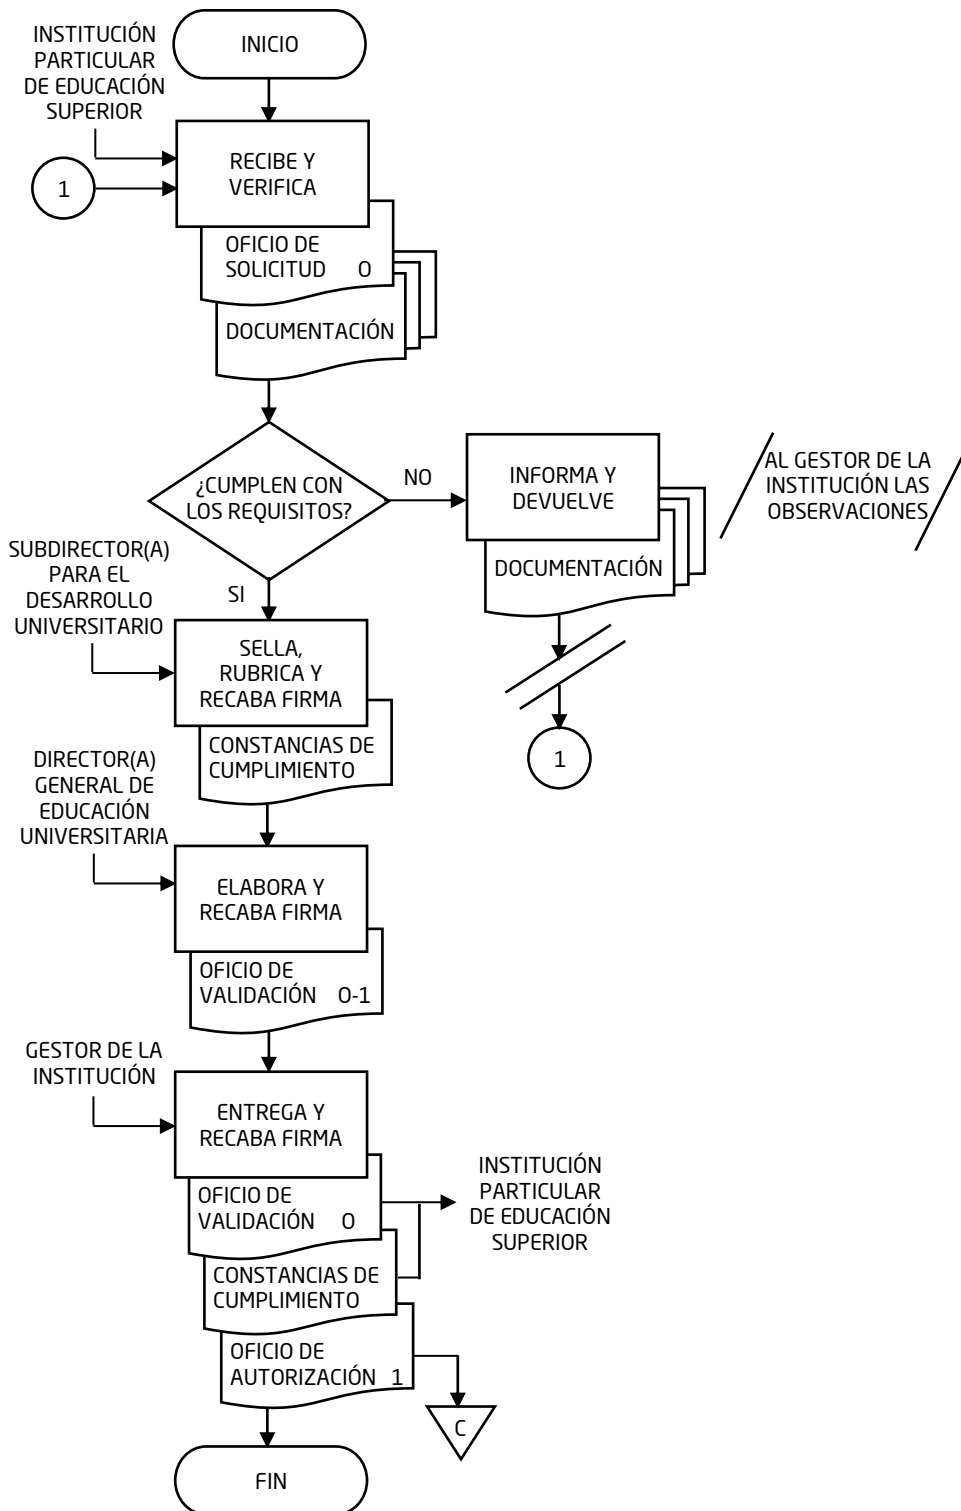 INSTITUCIÓN
PARTICULAR
DE EDUCACIÓN
SUPERIOR
INICIO
1
RECIBE Y
VERIFICA
OFICIO DE
SOLICITUD O
DOCUMENTACIÓN
¿CUMPLEN CON
LOS REQUISITOS?
NO
INFORMA Y
DEVUELVE
DOCUMENTACIÓN
AL GESTOR DE LA
INSTITUCIÓN LAS
OBSERVACIONES
1
SI
SUBDIRECTOR(A)
PARA EL
DESARROLLO
UNIVERSITARIO
SELLA,
RUBRICA Y
RECABA FIRMA
CONSTANCIAS DE
CUMPLIMIENTO
DIRECTOR(A)
GENERAL DE
EDUCACIÓN
UNIVERSITARIA
ELABORA Y
RECABA FIRMA
OFICIO DE
VALIDACIÓN O-1
GESTOR DE LA
INSTITUCIÓN
ENTREGA Y
RECABA FIRMA
OFICIO DE
VALIDACIÓN O
INSTITUCIÓN
PARTICULAR
DE EDUCACIÓN
SUPERIOR
CONSTANCIAS DE
CUMPLIMIENTO
OFICIO DE
AUTORIZACIÓN 1
C
FIN